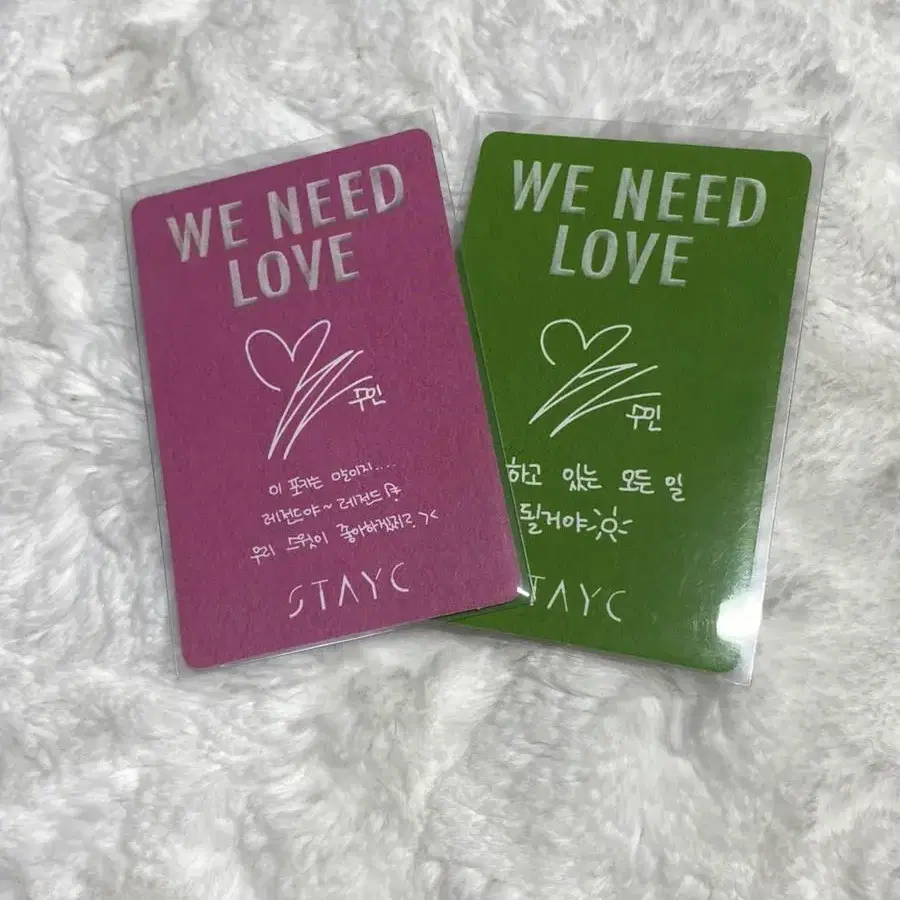 WE NEED
LOVE
수민
이 포카는 말이지....
레전드야~ 레전드
우리 스윗이 좋아하겠지?? ><
STAYC
WE NEED
LOVE
수민
하고 있는 모든 일
될거야
TAYC